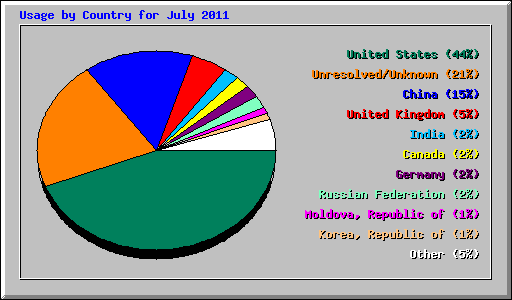 Usage by Country for July 2011
United States (44%)
Unresolved/Unknown (21%)
China (15%)
United Kingdom (5%)
India (2%)
Canada (2%)
Germany (2%)
Russian Federation (2%)
Moldova, Republic of (1%)
Korea, Republic of (1%)
Other (5%)